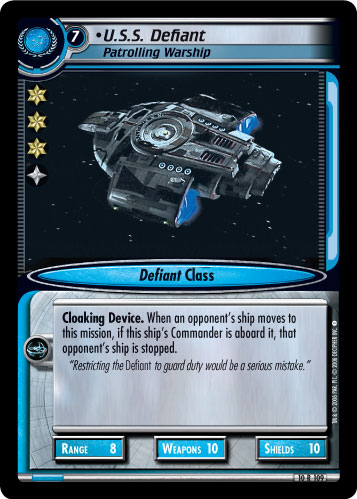 7
•U.S.S. Defiant
Patrolling Warship
Defiant Class
Cloaking Device. When an opponent's ship moves to
this mission, if this ship's Commander is aboard it, that
opponent's ship is stopped.
"Restricting the Defiant to guard duty would be a serious mistake."
RANGE 8
WEAPONS 10
SHIELDS 10
10 R 109